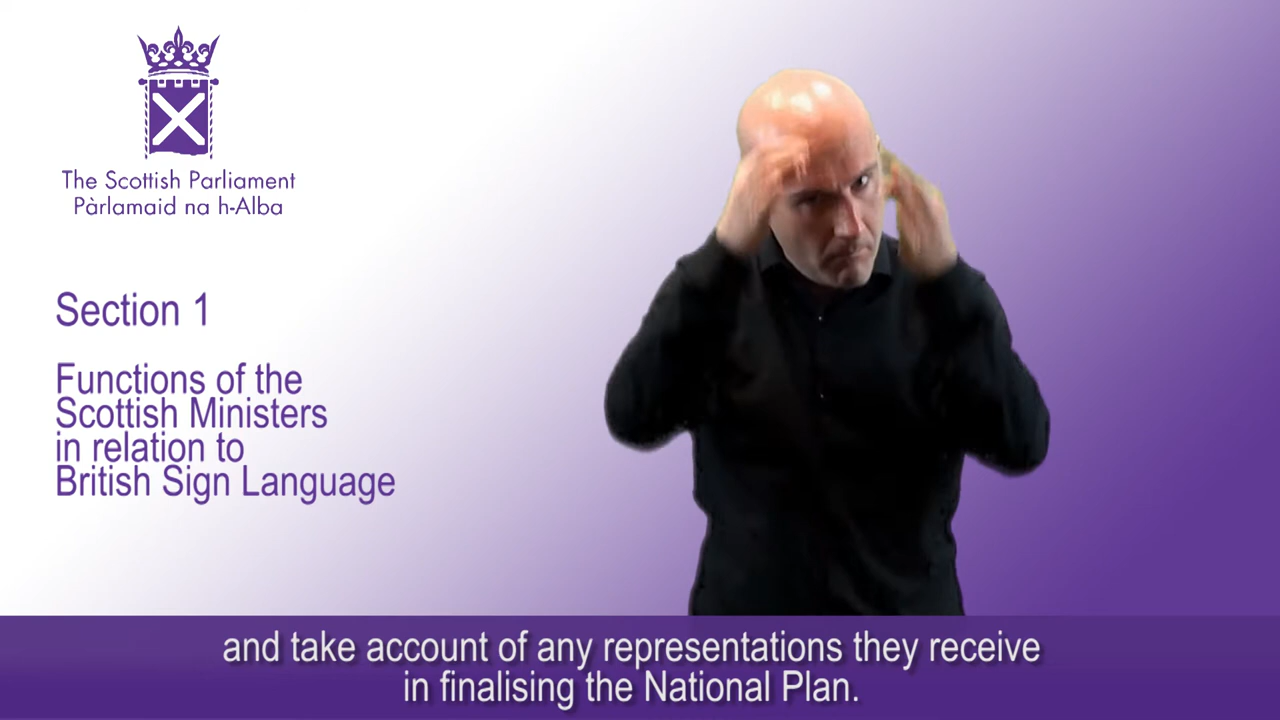 The Scottish Parliament
Pàrlamaid na h-Alba
Section 1
Functions of the
Scottish Ministers
in relation to
British Sign Language
and take account of any representations they receive
in finalising the National Plan.